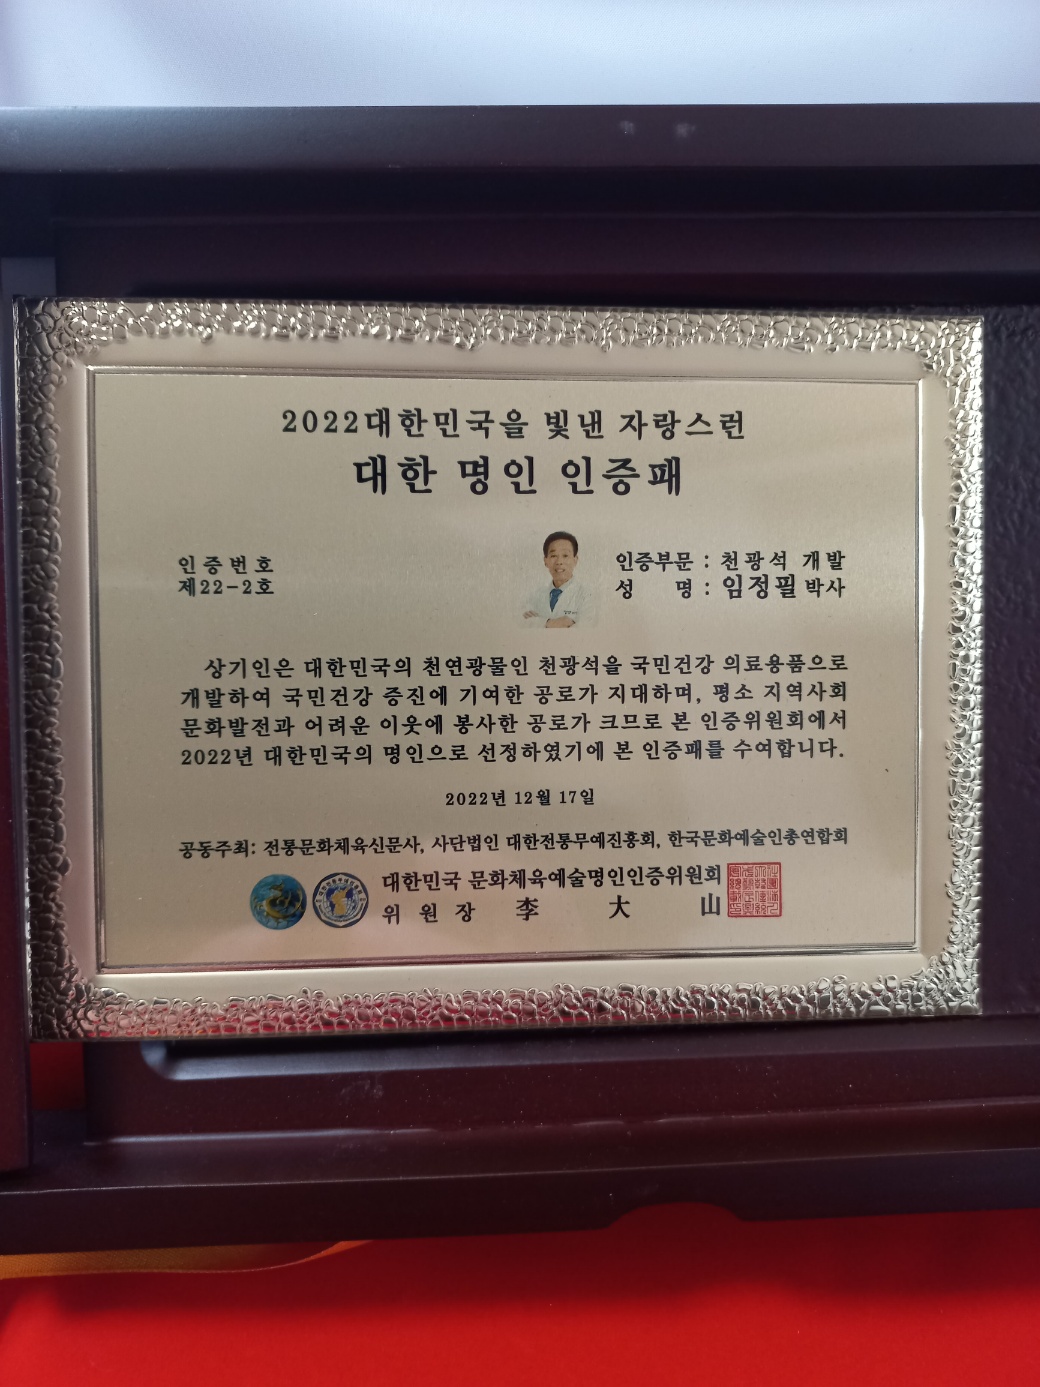 2022대한민국을 빛낸 자랑스런
대한 명인 인증패
인증번호
제22-2호
인증부문 : 천광석 개발
성 명 : 임정필 박사
상기인은 대한민국의 천연광물인 천광석을 국민건강 의료용품으로
개발하여 국민건강 증진에 기여한 공로가 지대하며, 평소 지역사회
문화발전과 어려운 이웃에 봉사한 공로가 크므로 본 인증위원회에서
2022년 대한민국의 명인으로 선정하였기에 본 인증패를 수여합니다.
2022년 12월 17일
공동주최: 전통문화체육신문사, 사단법인 대한전통무예진흥회, 한국문화예술인총연합회
대한민국 문화체육예술명인인증위원회
위 원 장 李 大 山